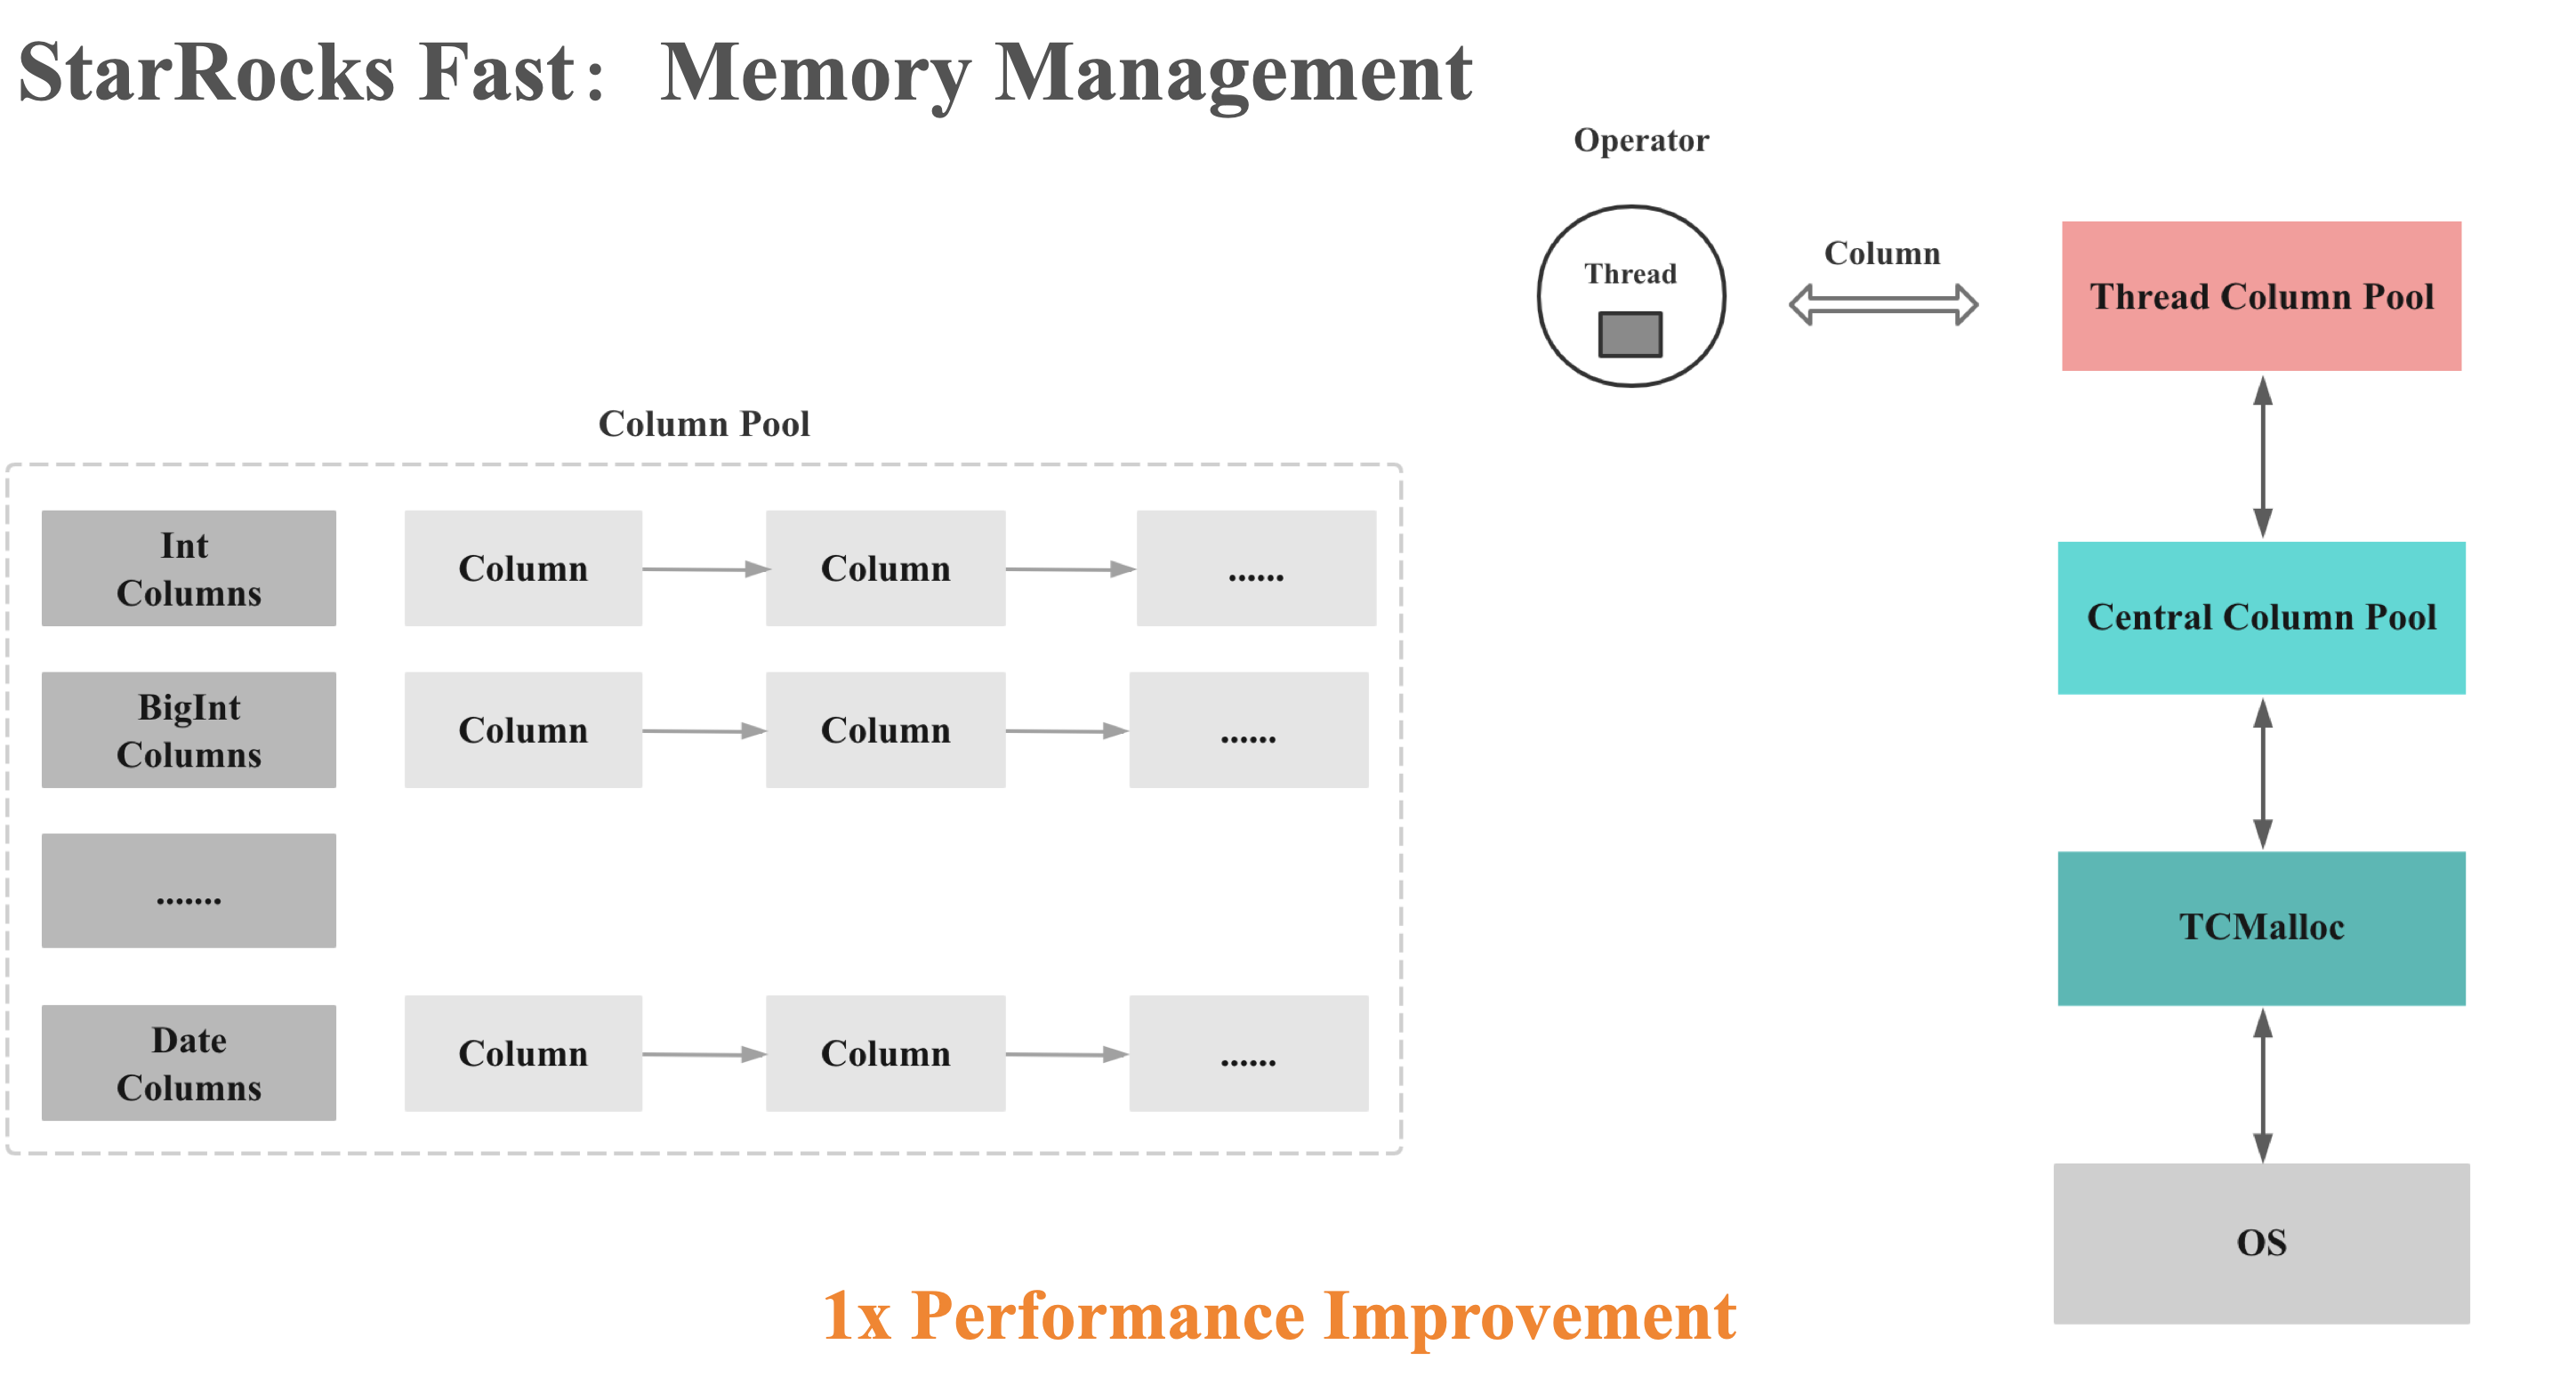 StarRocks Fast：Memory Management
Operator
Thread
Column
Thread Column Pool
Column Pool
Int
Columns
Column
Column
......
Central Column Pool
BigInt
Columns
Column
Column
......
.......
TCMalloc
Date
Columns
Column
Column
......
OS
1x Performance Improvement